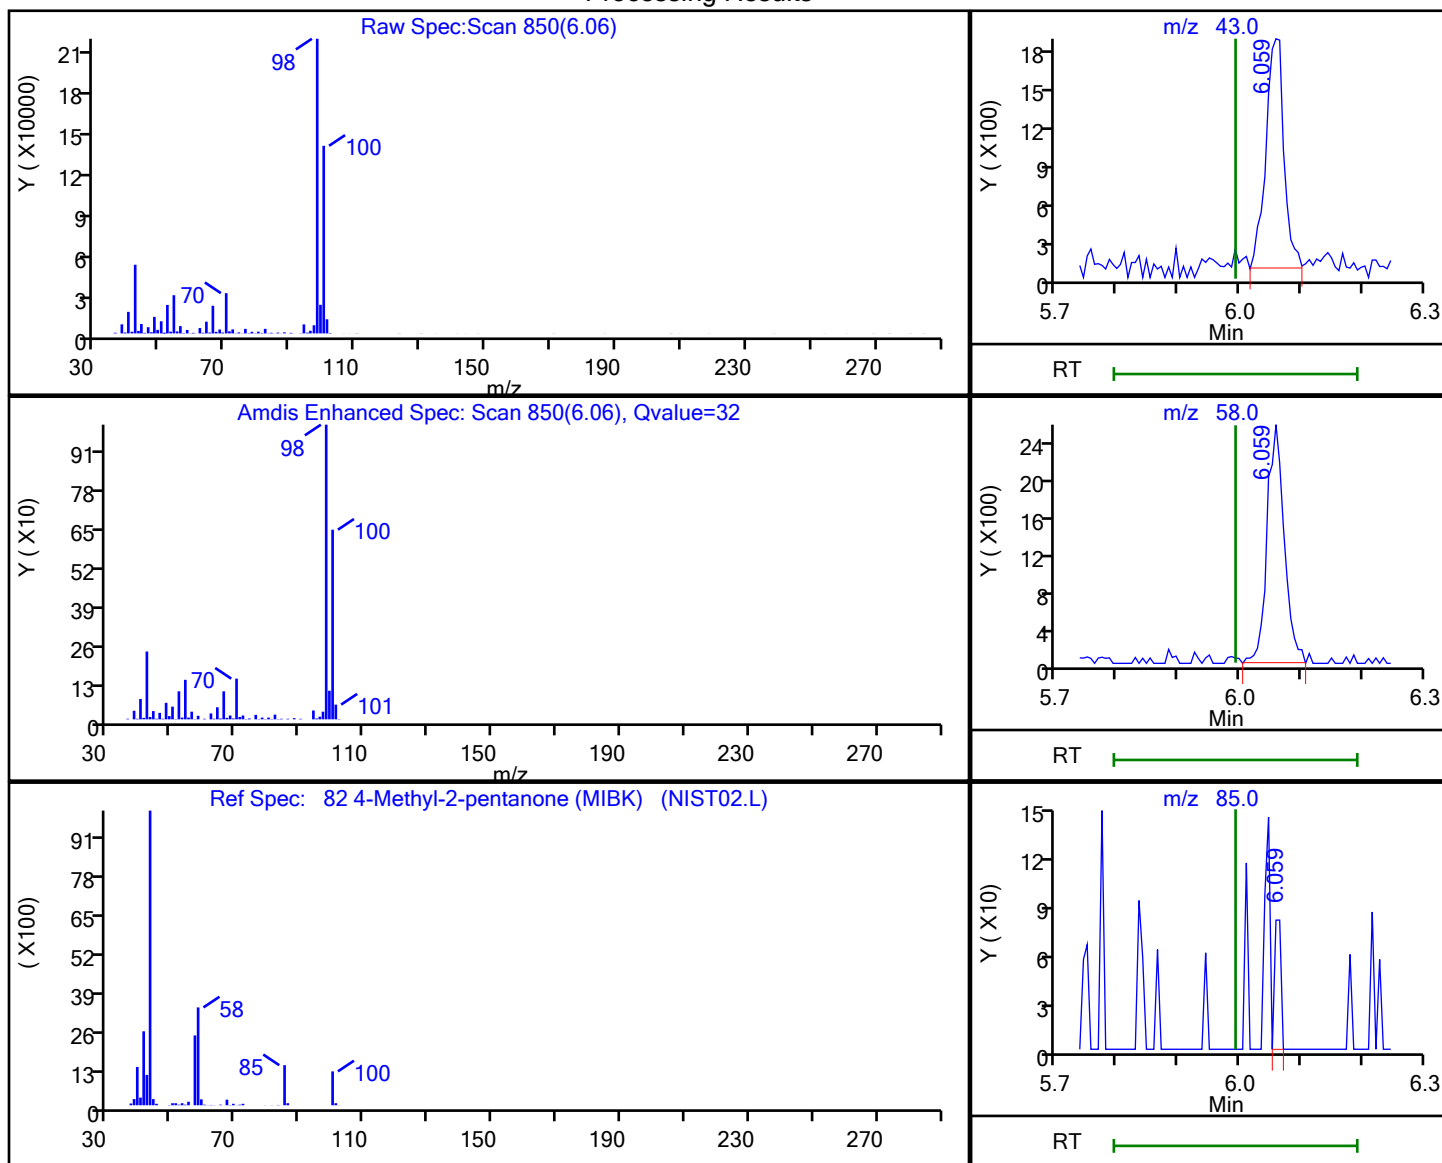 Processing Results
Raw Spec:Scan 850(6.06)
Y ( X10000)
21
18
15
12
9
6
3
0
98
100
70
30 70 110 150 190 230 270
m/z
m/z 43.0
Y ( X100)
18
15
12
9
6
3
0
6.059
5.7 6.0 6.3
Min
RT
Amdis Enhanced Spec: Scan 850(6.06), Qvalue=32
Y ( X10)
91
78
65
52
39
26
13
0
98
100
70
101
30 70 110 150 190 230 270
m/z
m/z 58.0
Y ( X100)
24
20
16
12
8
4
0
6.059
5.7 6.0 6.3
Min
RT
Ref Spec: 82 4-Methyl-2-pentanone (MIBK) (NIST02.L)
( X100)
91
78
65
52
39
26
13
0
58
85
100
30 70 110 150 190 230 270
m/z 85.0
Y ( X10)
15
12
9
6
3
0
6.059
5.7 6.0 6.3
Min
RT